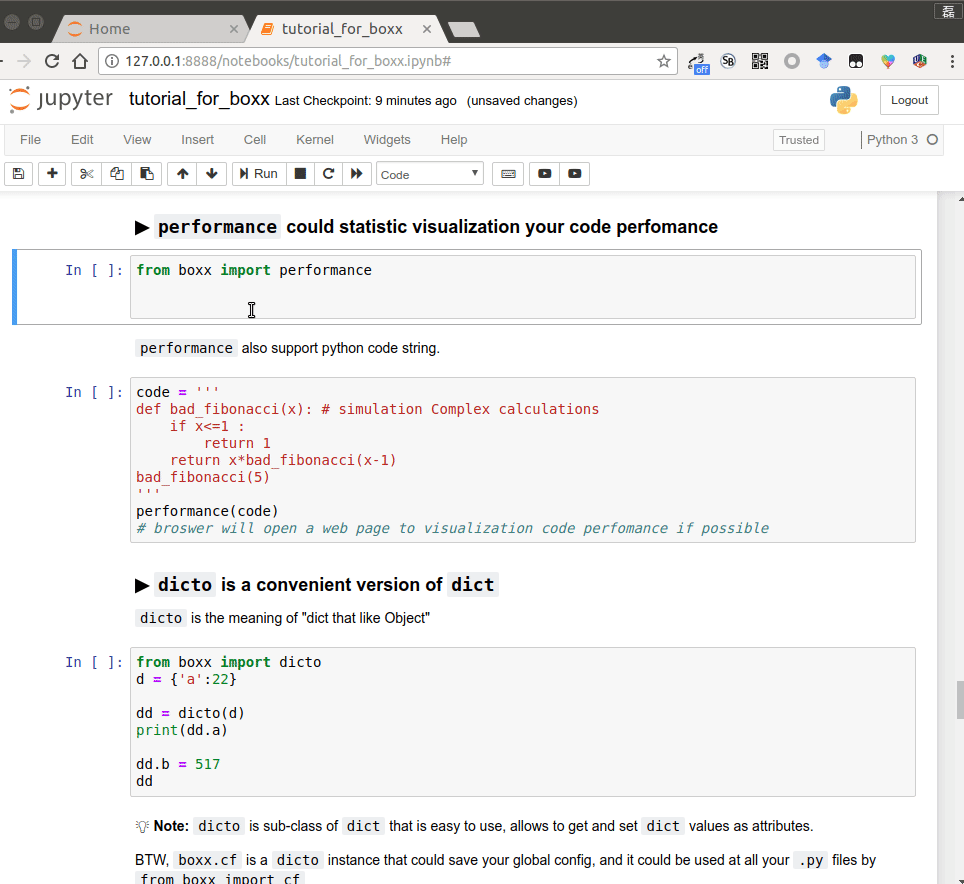 磊
Home
tutorial_for_boxx
127.0.0.1:8888/notebooks/tutorial_for_boxx.ipynb#
off
SB
jupyter tutorial_for_boxx Last Checkpoint: 9 minutes ago (unsaved changes)
Logout
File Edit View Insert Cell Kernel Widgets Help
Trusted
Python 3
Run
Code
▶ performance could statistic visualization your code perfomance
In [ ]: from boxx import performance
performance also support python code string.
In [ ]: code = '''
def bad_fibonacci(x): # simulation Complex calculations
    if x<=1 :
        return 1
    return x*bad_fibonacci(x-1)
bad_fibonacci(5)
'''
performance(code)
# broswer will open a web page to visualization code perfomance if possible
▶ dicto is a convenient version of dict
dicto is the meaning of "dict that like Object"
In [ ]: from boxx import dicto
d = {'a':22}
dd = dicto(d)
print(dd.a)
dd.b = 517
dd
💡 Note: dicto is sub-class of dict that is easy to use, allows to get and set dict values as attributes.
BTW, boxx.cf is a dicto instance that could save your global config, and it could be used at all your .py files by
from boxx import cf